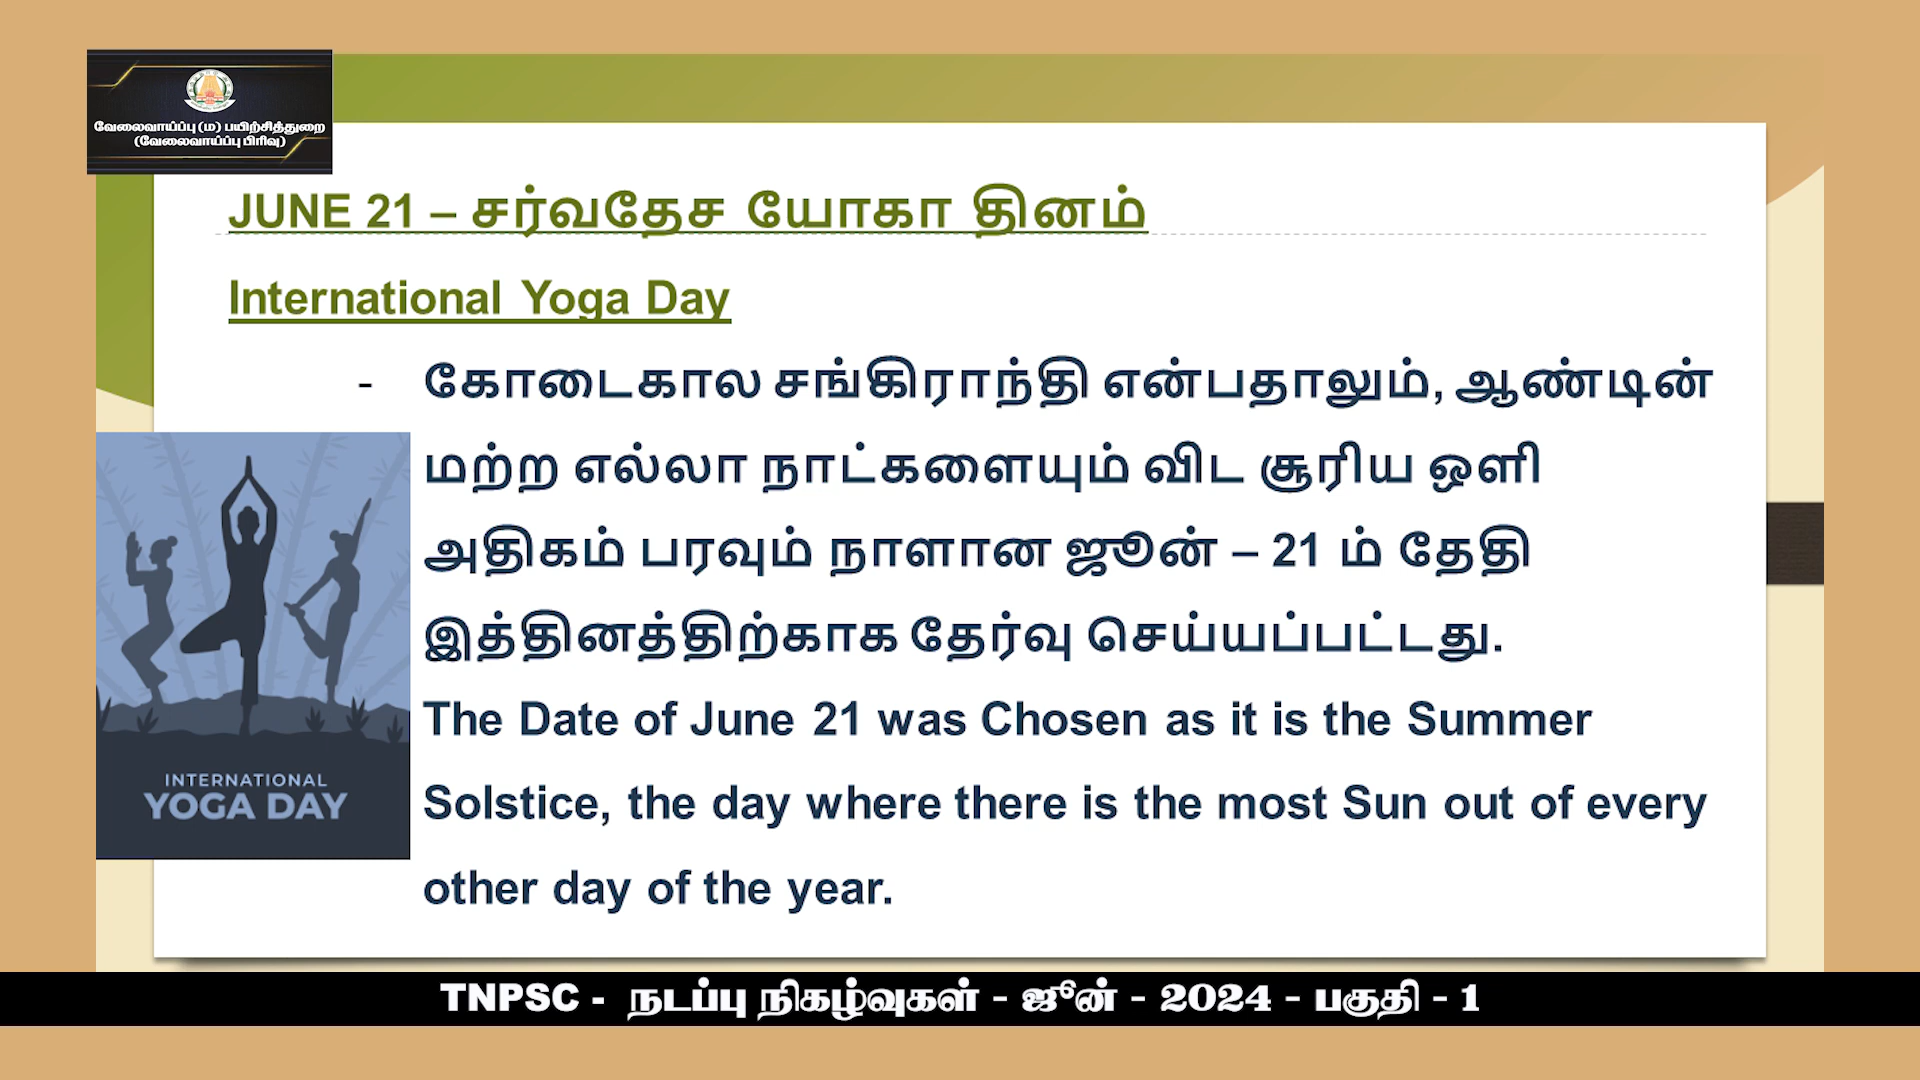 வேலைவாய்ப்பு (ம) பயிற்சித்துறை
(வேலைவாய்ப்பு பிரிவு)
JUNE 21 – சர்வதேச யோகா தினம்
International Yoga Day
- கோடைகால சங்கிராந்தி என்பதாலும், ஆண்டின்
மற்ற எல்லா நாட்களையும் விட சூரிய ஒளி
அதிகம் பரவும் நாளான ஜூன் – 21 ம் தேதி
இத்தினத்திற்காக தேர்வு செய்யப்பட்டது.
The Date of June 21 was Chosen as it is the Summer
Solstice, the day where there is the most Sun out of every
other day of the year.
INTERNATIONAL
YOGA DAY
TNPSC - நடப்பு நிகழ்வுகள் - ஜூன் - 2024 - பகுதி - 1